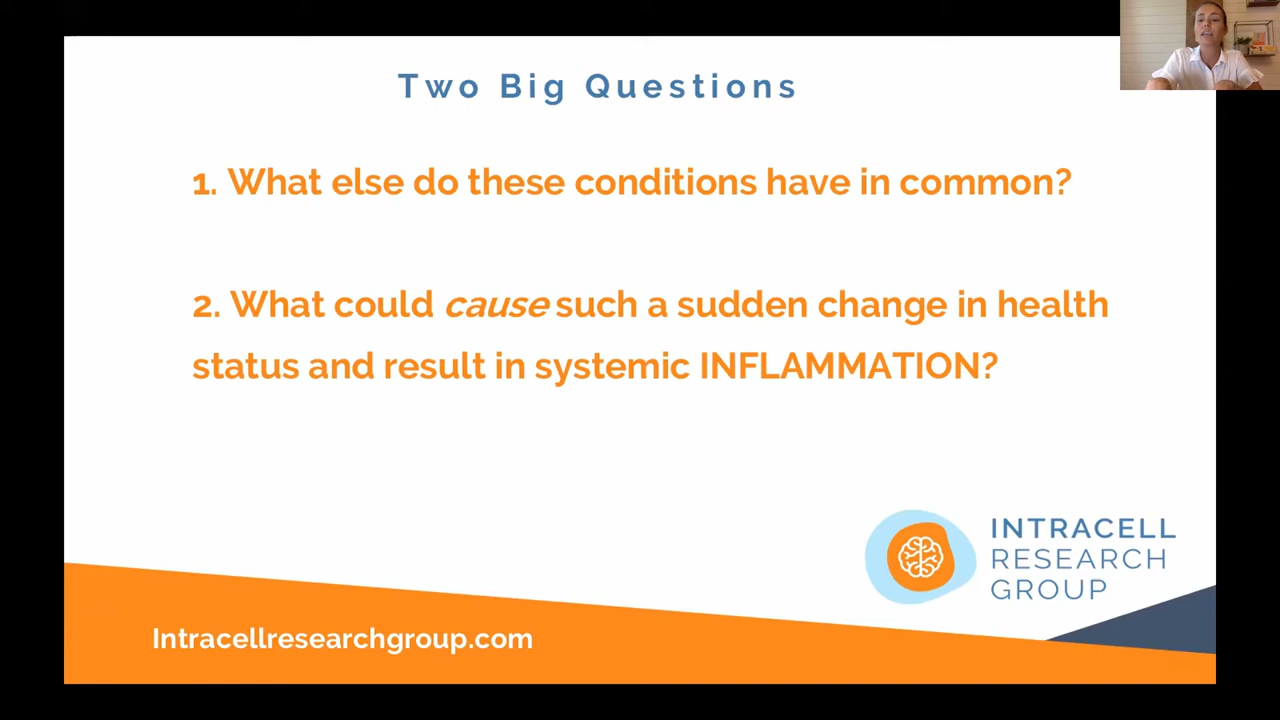 Two Big Questions
1. What else do these conditions have in common?
2. What could cause such a sudden change in health
status and result in systemic INFLAMMATION?
INTRACELL
RESEARCH
GROUP
Intracellresearchgroup.com